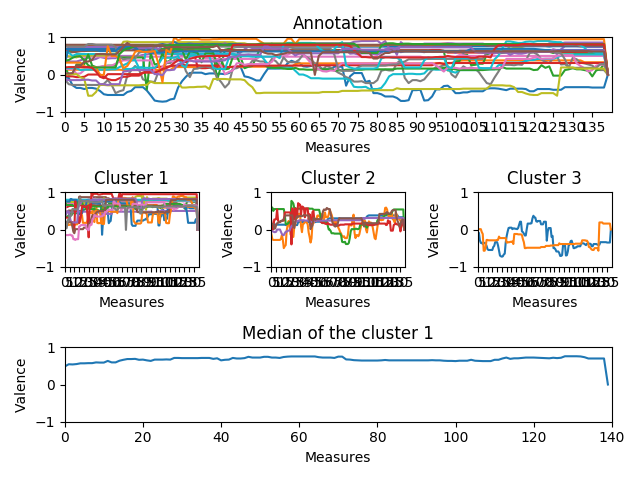 Annotation
Valence
1
0
−1
0 5 10 15 20 25 30 35 40 45 50 55 60 65 70 75 80 85 90 95 100 105 110 115 120 125 130 135
Measures
Cluster 1 Cluster 2 Cluster 3
Valence Valence Valence
1 1 1
0 0 0
−1 −1 −1
Measures Measures Measures
Median of the cluster 1
Valence
1
0
−1
0 20 40 60 80 100 120 140
Measures